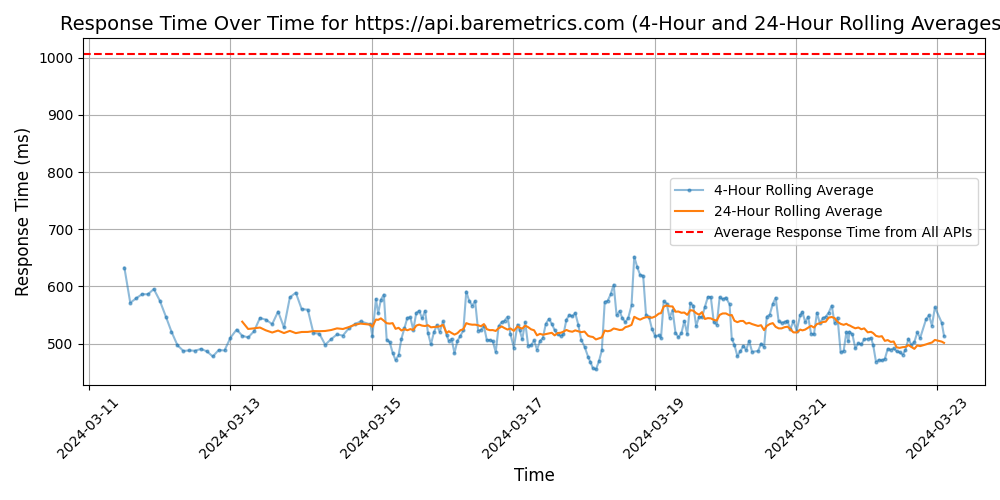 Response Time Over Time for https://api.baremetrics.com (4-Hour and 24-Hour Rolling Averages
Response Time (ms)
1000
900
800
700
600
500
4-Hour Rolling Average
24-Hour Rolling Average
Average Response Time from All APIs
2024-03-11
2024-03-13
2024-03-15
2024-03-17
2024-03-19
2024-03-21
2024-03-23
Time